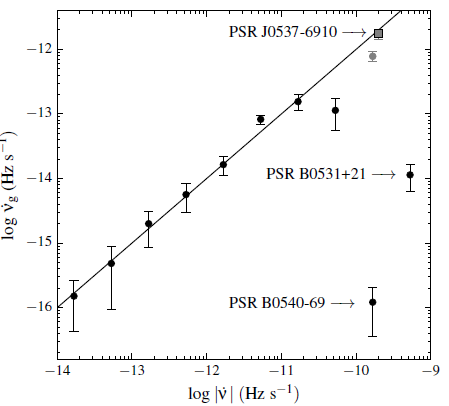 PSR J0537-6910
−12
−13
PSR B0531+21
−14
−15
−16
PSR B0540-69
−14 −13 −12 −11 −10 −9
log |ν̇| (Hz s⁻¹)
log ν̇g (Hz s⁻¹)